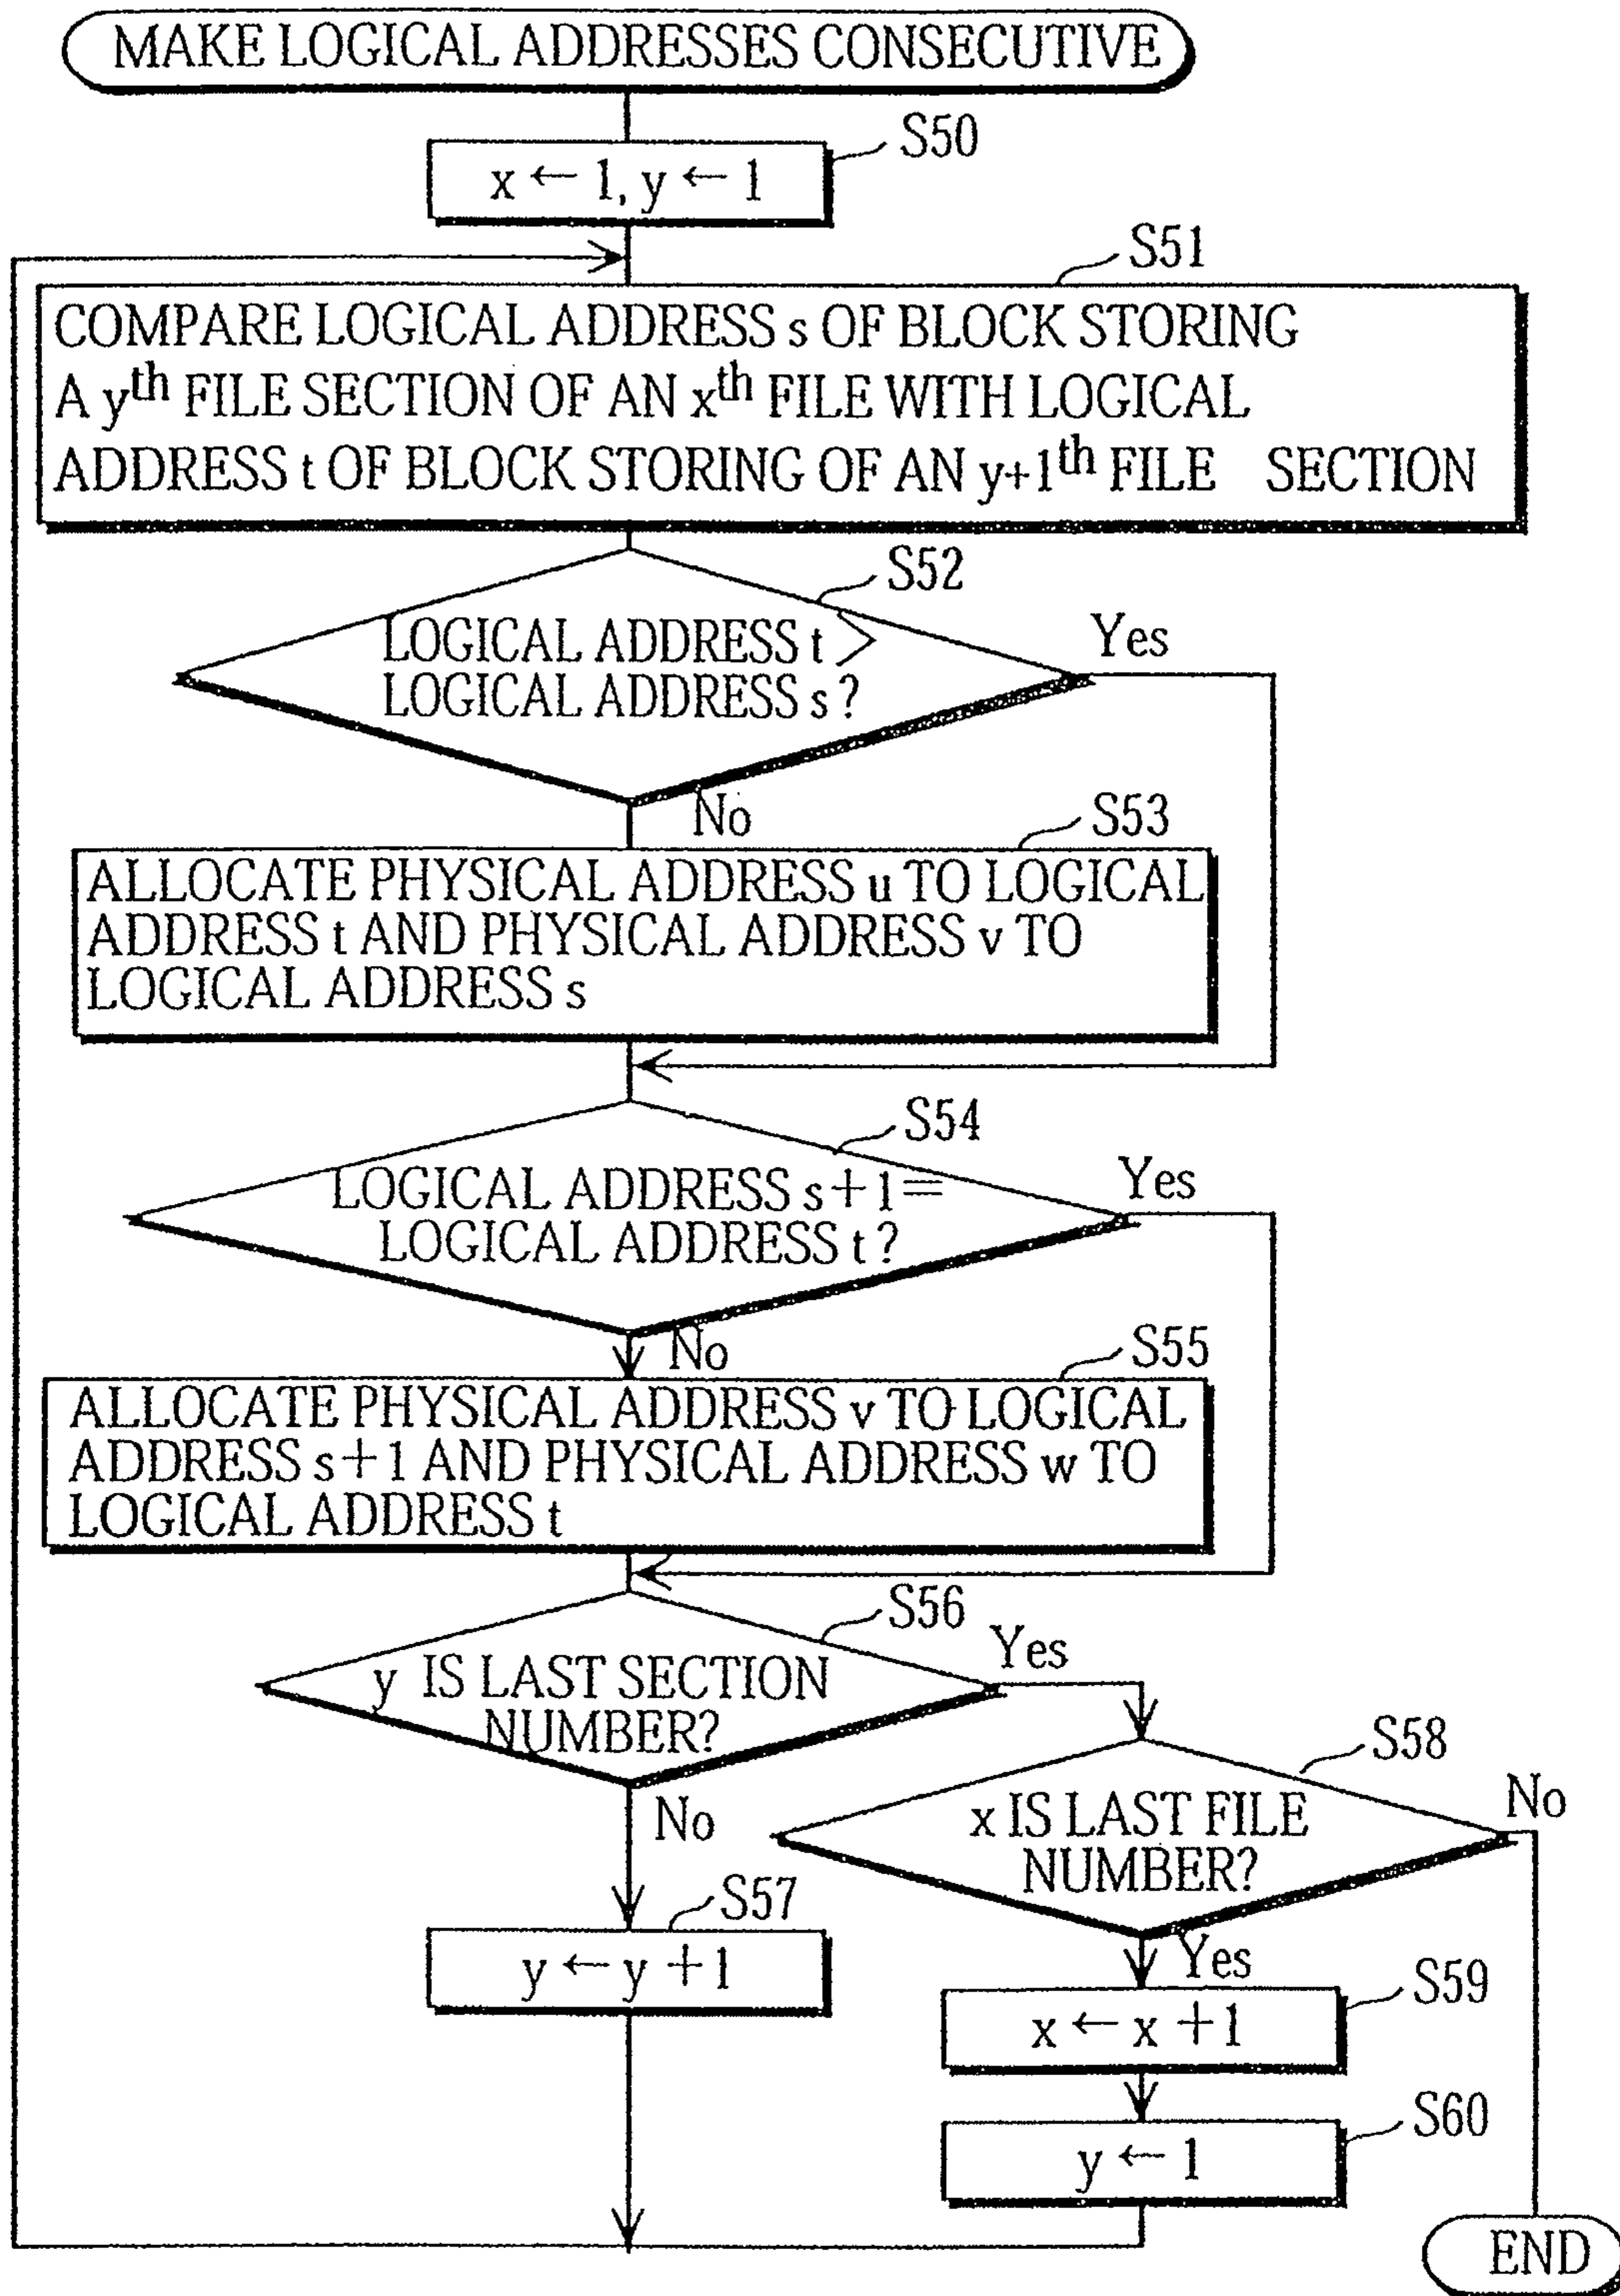 MAKE LOGICAL ADDRESSES CONSECUTIVE
S50
x ← 1, y ← 1
S51
COMPARE LOGICAL ADDRESS s OF BLOCK STORING
A yth FILE SECTION OF AN xth FILE WITH LOGICAL
ADDRESS t OF BLOCK STORING OF AN y+1th FILE SECTION
S52
LOGICAL ADDRESS t >
LOGICAL ADDRESS s ?
Yes
No
S53
ALLOCATE PHYSICAL ADDRESS u TO LOGICAL
ADDRESS t AND PHYSICAL ADDRESS v TO
LOGICAL ADDRESS s
S54
LOGICAL ADDRESS s+1=
LOGICAL ADDRESS t ?
Yes
No
S55
ALLOCATE PHYSICAL ADDRESS v TO LOGICAL
ADDRESS s+1 AND PHYSICAL ADDRESS w TO
LOGICAL ADDRESS t
S56
y IS LAST SECTION
NUMBER?
Yes
No
S58
x IS LAST FILE
NUMBER?
No
Yes
S57
y ← y +1
S59
x ← x +1
S60
y ← 1
END